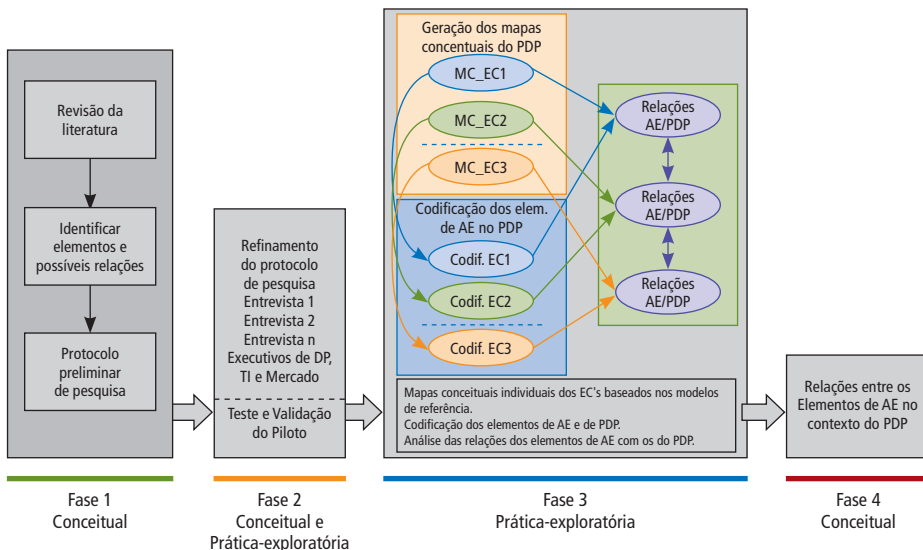 Revisão da
literatura
Identificar
elementos e
possíveis relações
Protocolo
preliminar
de pesquisa
Refinamento
do protocolo
de pesquisa
Entrevista 1
Entrevista 2
Entrevista n
Executivos de DP,
TI e Mercado
Teste e Validação
do Piloto
Geração dos mapas
concentuais do PDP
MC_EC1
MC_EC2
MC_EC3
Codificação dos elem.
de AE no PDP
Codif. EC1
Codif. EC2
Codif. EC3
Relações
AE/PDP
Relações
AE/PDP
Relações
AE/PDP
Mapas conceituais individuais dos EC's baseados nos modelos
de referência.
Codificação dos elementos de AE e de PDP.
Análise das relações dos elementos de AE com os do PDP.
Relações entre os
Elementos de AE no
contexto do PDP
Fase 1
Conceitual
Fase 2
Conceitual e
Prática-exploratória
Fase 3
Prática-exploratória
Fase 4
Conceitual